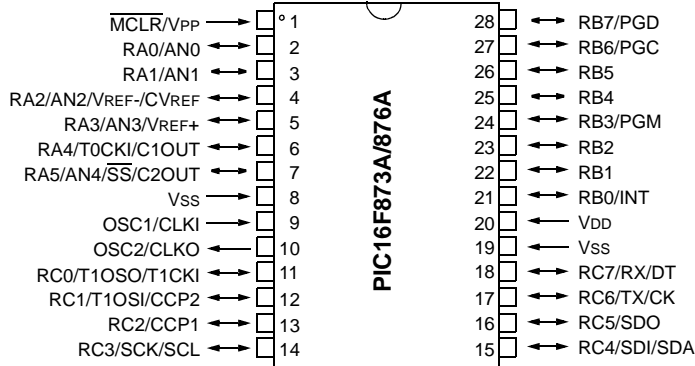 MCLR/VPP 1
RA0/AN0 2
RA1/AN1 3
RA2/AN2/VREF-/CVREF 4
RA3/AN3/VREF+ 5
RA4/T0CKI/C1OUT 6
RA5/AN4/SS/C2OUT 7
VSS 8
OSC1/CLKI 9
OSC2/CLKO 10
RC0/T1OSO/T1CKI 11
RC1/T1OSI/CCP2 12
RC2/CCP1 13
RC3/SCK/SCL 14
PIC16F873A/876A
28 RB7/PGD
27 RB6/PGC
26 RB5
25 RB4
24 RB3/PGM
23 RB2
22 RB1
21 RB0/INT
20 VDD
19 VSS
18 RC7/RX/DT
17 RC6/TX/CK
16 RC5/SDO
15 RC4/SDI/SDA